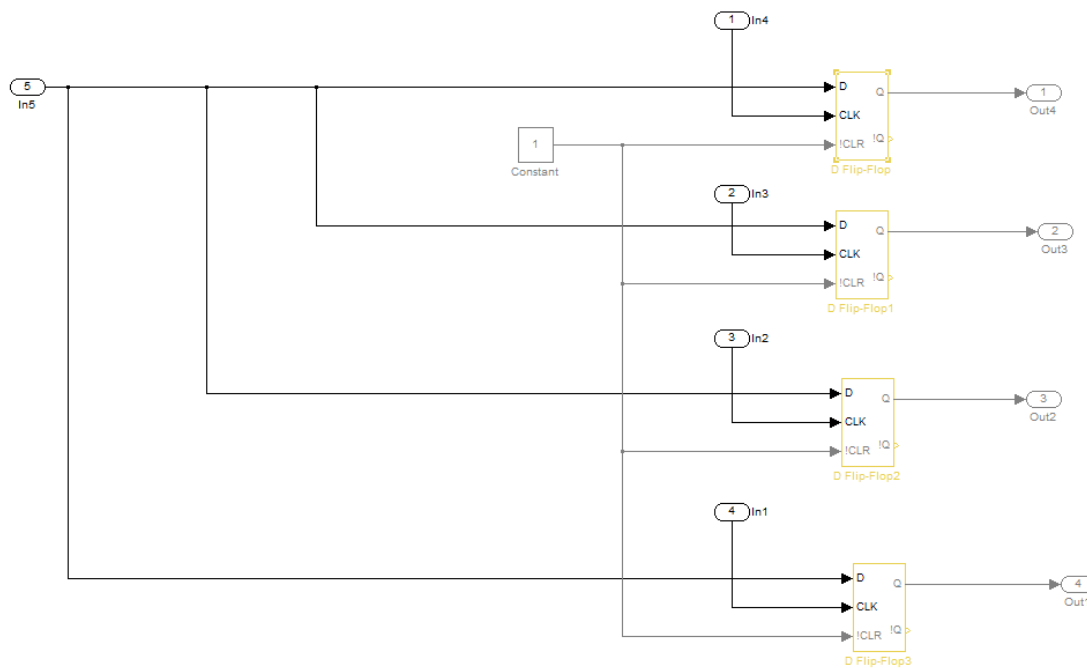 1
In4
5
In5
D
Q
CLK
!CLR
!Q
D Flip-Flop
1
Out4
1
Constant
2
In3
D
Q
CLK
!CLR
!Q
D Flip-Flop1
2
Out3
3
In2
D
Q
CLK
!CLR
!Q
D Flip-Flop2
3
Out2
4
In1
D
Q
CLK
!CLR
!Q
D Flip-Flop3
4
Out1